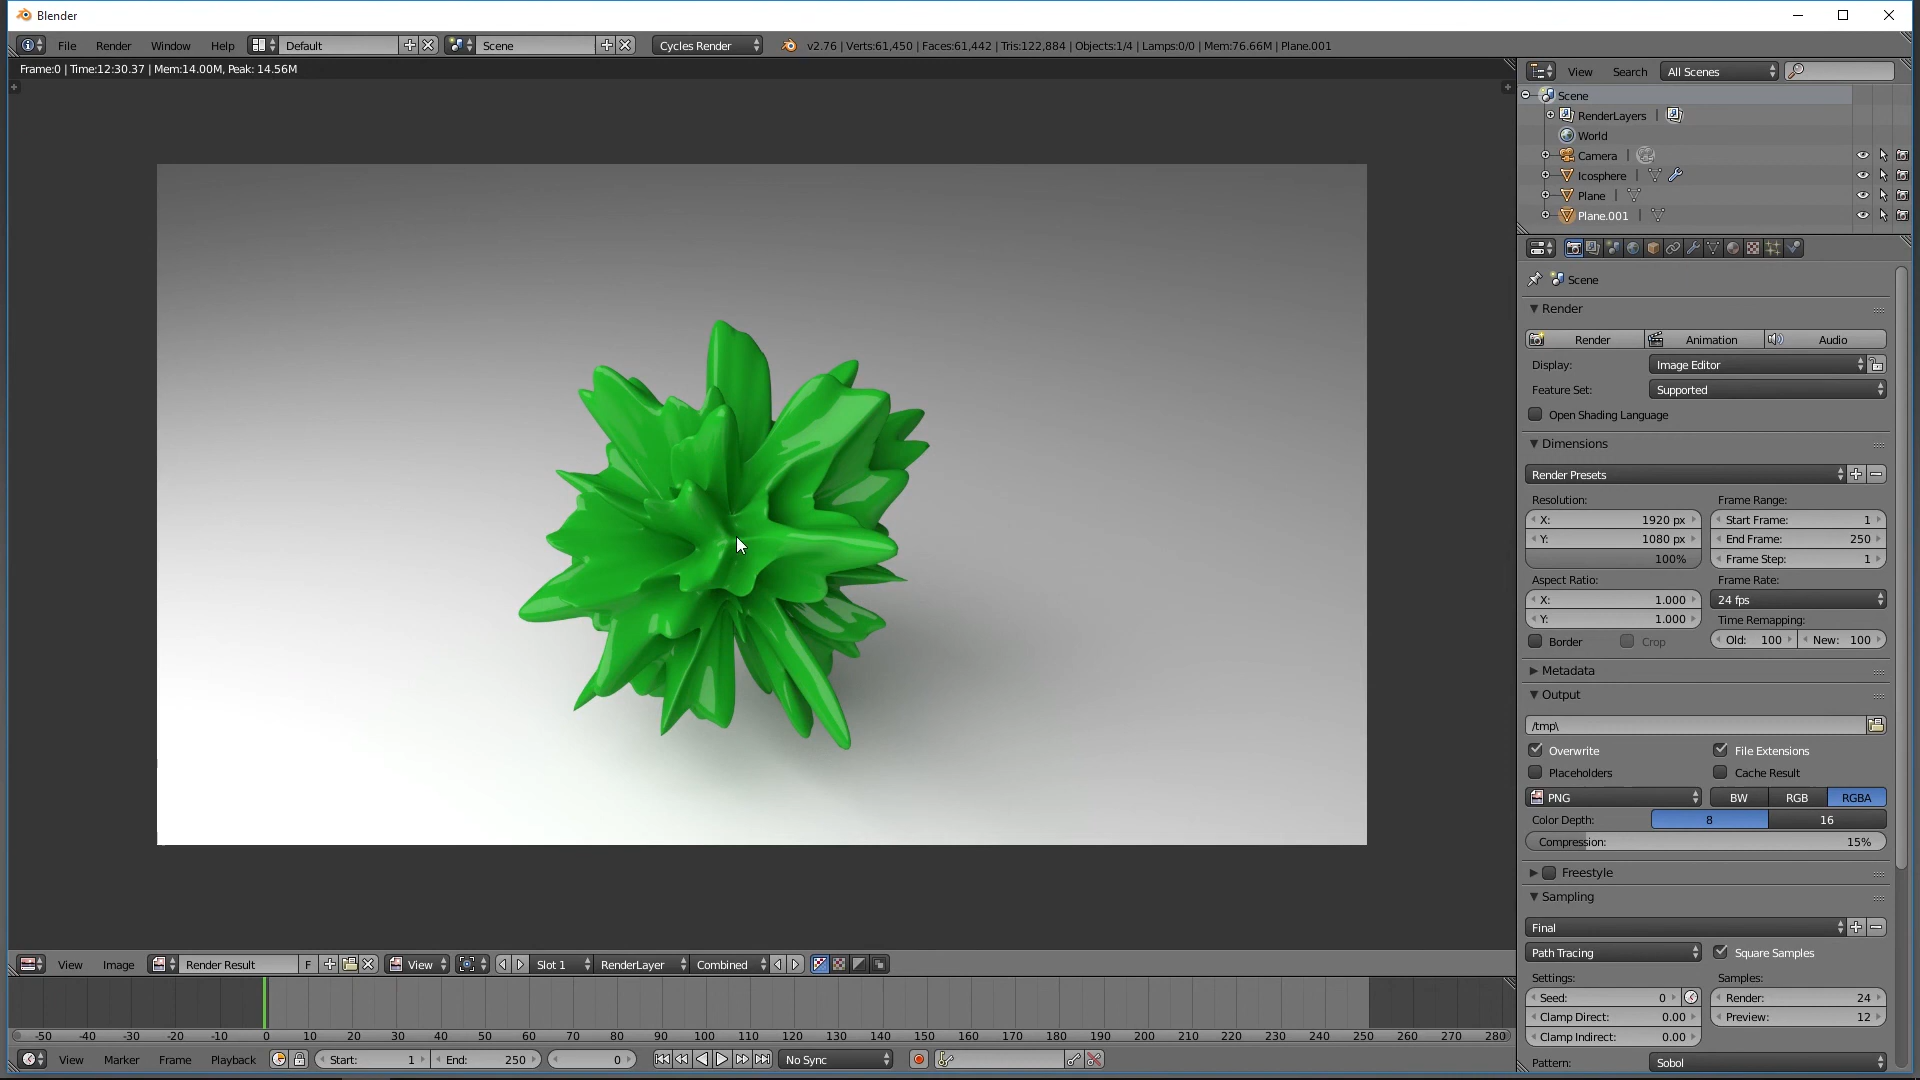 Blender
File Render Window Help Default Scene Cycles Render v2.76 | Verts:61,450 | Faces:61,442 | Tris:122,884 | Objects:1/4 | Lamps:0/0 | Mem:76.66M | Plane.001
Frame:0 | Time:12:30.37 | Mem:14.00M, Peak: 14.56M
View Search All Scenes
Scene
RenderLayers |
World
Camera |
Icosphere |
Plane |
Plane.001 |
Scene
Render
Render Animation Audio
Display: Image Editor
Feature Set: Supported
Open Shading Language
Dimensions
Render Presets
Resolution: Frame Range:
X: 1920 px Start Frame: 1
Y: 1080 px End Frame: 250
100% Frame Step: 1
Aspect Ratio: Frame Rate:
X: 1.000 24 fps
Y: 1.000 Time Remapping:
Border Crop Old: 100 New: 100
Metadata
Output
/tmp\
Overwrite File Extensions
Placeholders Cache Result
PNG BW RGB RGBA
Color Depth: 8 16
Compression: 15%
Freestyle
Sampling
Final
Path Tracing Square Samples
Settings: Samples:
Seed: 0 Render: 24
Clamp Direct: 0.00 Preview: 12
Clamp Indirect: 0.00
Pattern: Sobol
View Image Render Result F View Slot 1 RenderLayer Combined
-50 -40 -30 -20 -10 0 10 20 30 40 50 60 70 80 90 100 110 120 130 140 150 160 170 180 190 200 210 220 230 240 250 260 270 280
View Marker Frame Playback Start: 1 End: 250 0 No Sync